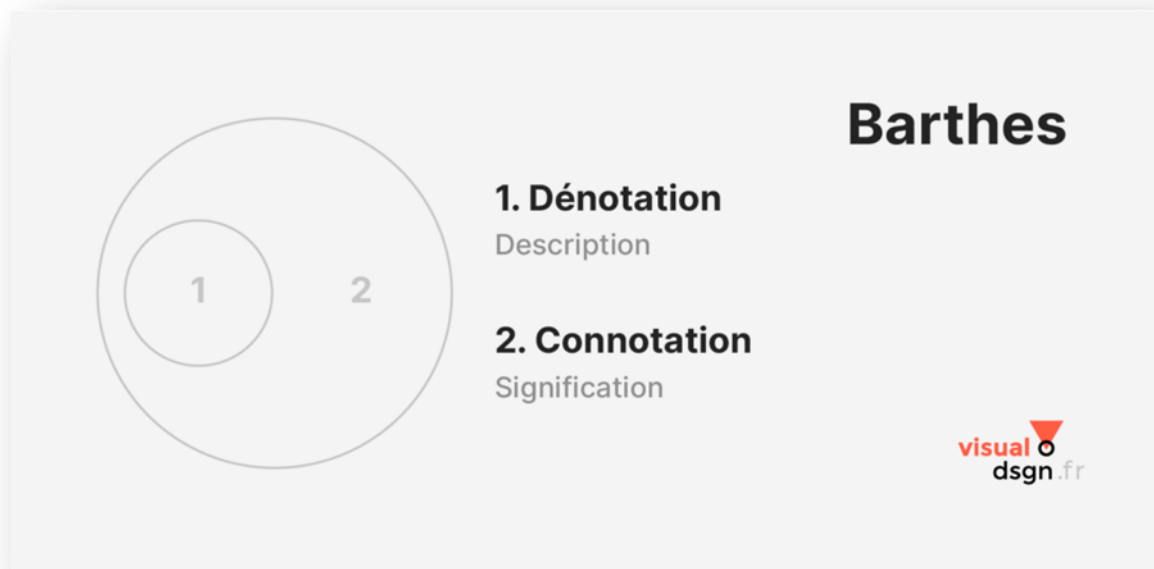 Barthes
1. Dénotation
Description
1
2
2. Connotation
Signification
visual
dsgn.fr